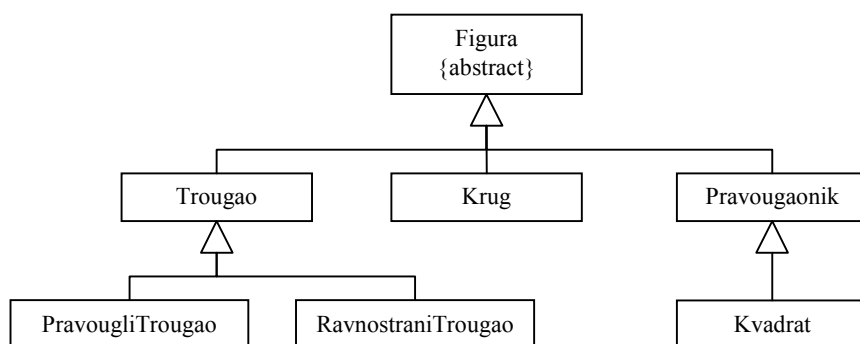 Figura
{abstract}
Trougao
Krug
Pravougaonik
PravougliTrougao
RavnostraniTrougao
Kvadrat